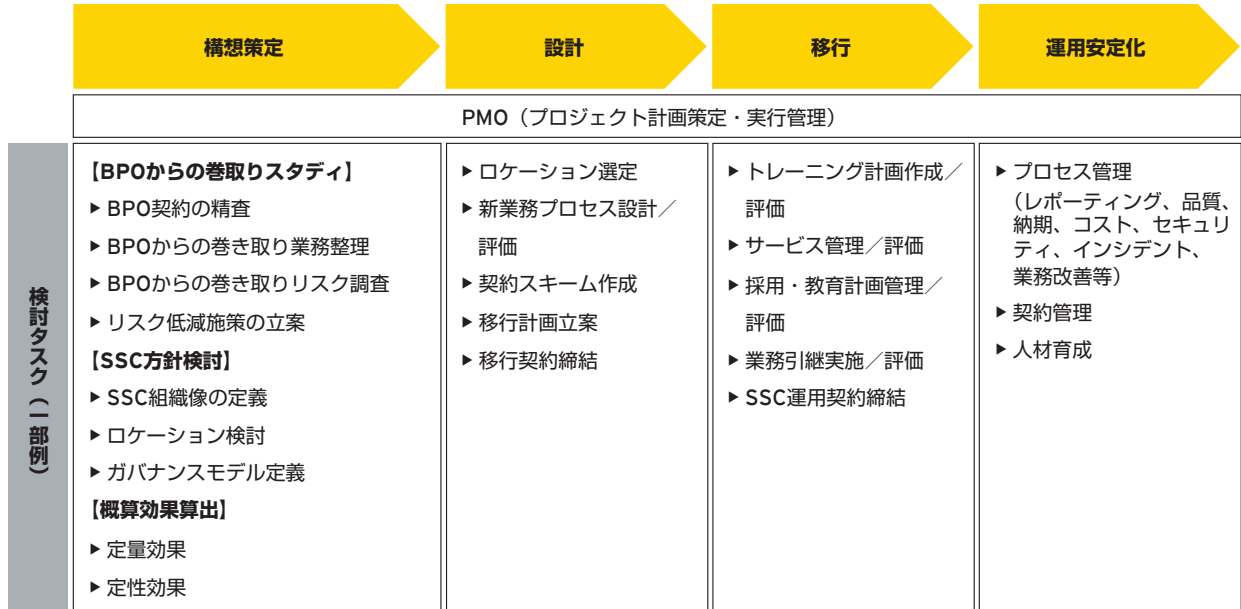 構想策定
設計
移行
運用安定化
PMO（プロジェクト計画策定・実行管理）
検討タスク（一部例）
【BPOからの巻取りスタディ】
▶ BPO契約の精査
▶ BPOからの巻き取り業務整理
▶ BPOからの巻き取りリスク調査
▶ リスク低減施策の立案
【SSC方針検討】
▶ SSC組織像の定義
▶ ロケーション検討
▶ ガバナンスモデル定義
【概算効果算出】
▶ 定量効果
▶ 定性効果
▶ ロケーション選定
▶ 新業務プロセス設計／
評価
▶ 契約スキーム作成
▶ 移行計画立案
▶ 移行契約締結
▶ トレーニング計画作成／
評価
▶ サービス管理／評価
▶ 採用・教育計画管理／
評価
▶ 業務引継実施／評価
▶ SSC運用契約締結
▶ プロセス管理
（レポーティング、品質、
納期、コスト、セキュリ
ティ、インシデント、
業務改善等）
▶ 契約管理
▶ 人材育成